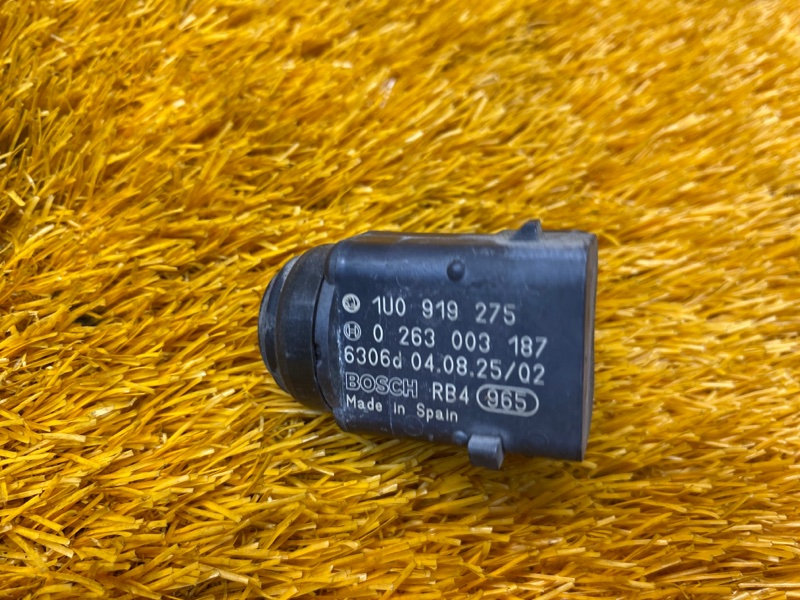 1U0 919 275
0 263 003 187
6306d 04.08.25/02
BOSCH RB4 965
Made in Spain